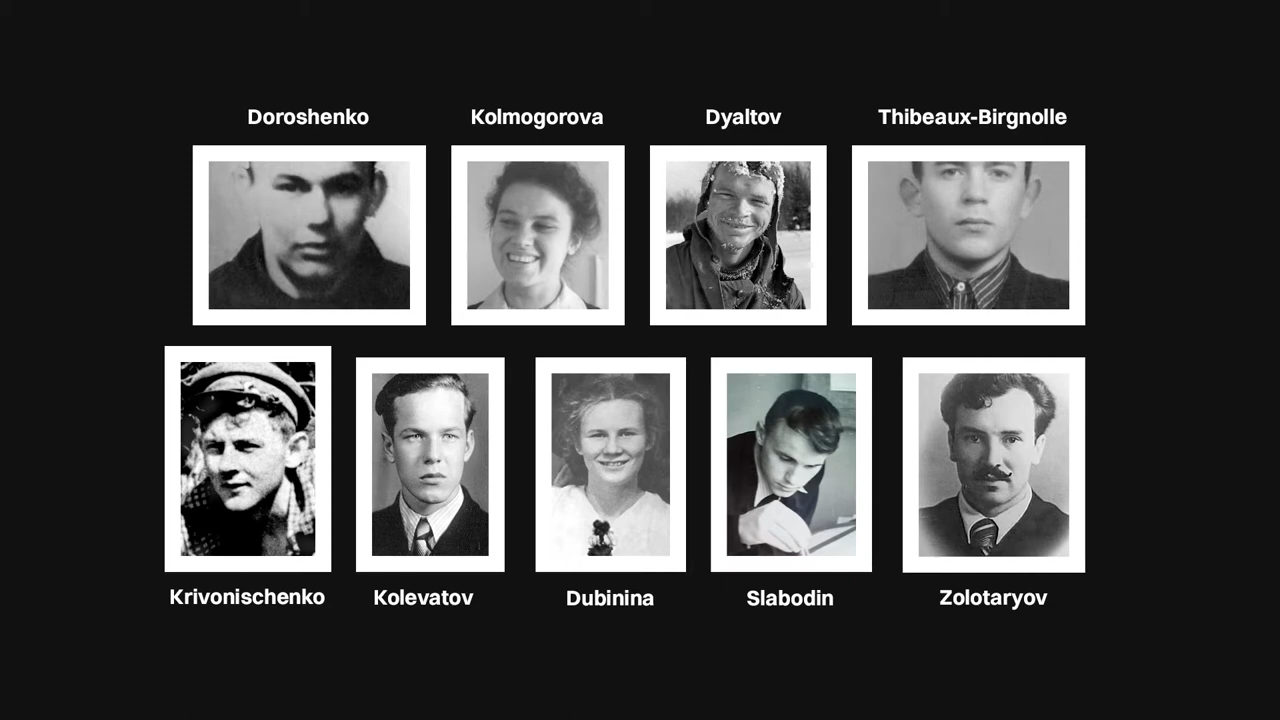 Doroshenko
Kolmogorova
Dyaltov
Thibeaux-Birgnolle
Krivonischenko
Kolevatov
Dubinina
Slabodin
Zolotaryov